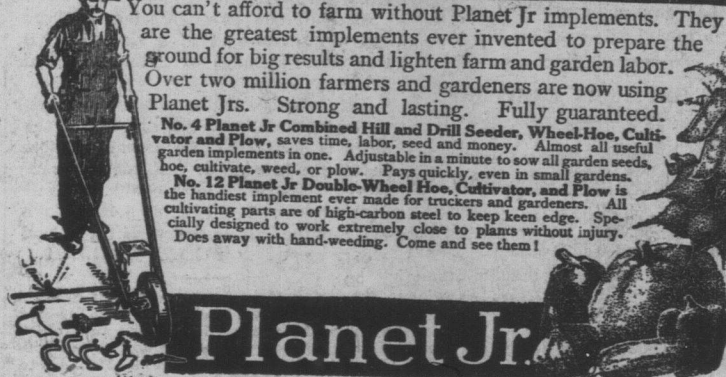 You can't afford to farm without Planet Jr implements. They
are the greatest implements ever invented to prepare the
ground for big results and lighten farm and garden labor.
Over two million farmers and gardeners are now using
Planet Jrs. Strong and lasting. Fully guaranteed.
No. 4 Planet Jr Combined Hill and Drill Seeder, Wheel-Hoe, Culti-
vator and Plow, saves time, labor, seed and money. Almost all useful
garden implements in one. Adjustable in a minute to sow all garden seeds,
hoe, cultivate, weed, or plow. Pays quickly, even in small gardens.
No. 12 Planet Jr Double-Wheel Hoe, Cultivator, and Plow is
the handiest implement ever made for truckers and gardeners. All
cultivating parts are of high-carbon steel to keep keen edge. Spe-
cially designed to work extremely close to plants without injury.
Does away with hand-weeding. Come and see them!
Planet Jr.